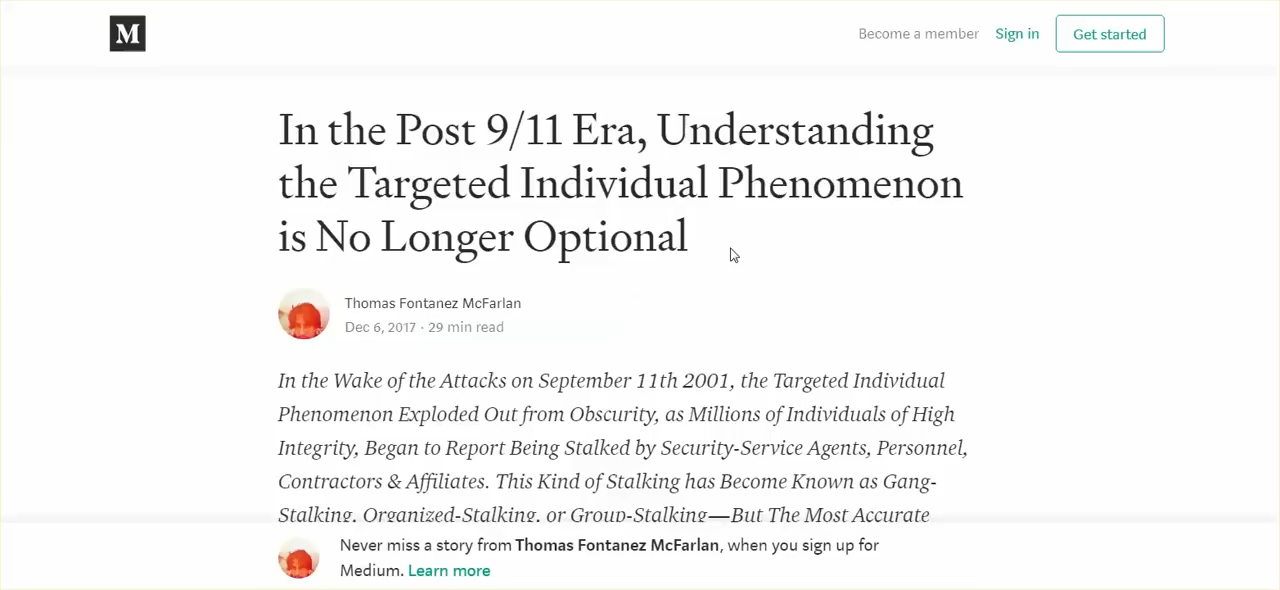 M
Become a member Sign in Get started
In the Post 9/11 Era, Understanding
the Targeted Individual Phenomenon
is No Longer Optional
Thomas Fontanez McFarlan
Dec 6, 2017 · 29 min read
In the Wake of the Attacks on September 11th 2001, the Targeted Individual
Phenomenon Exploded Out from Obscurity, as Millions of Individuals of High
Integrity, Began to Report Being Stalked by Security-Service Agents, Personnel,
Contractors & Affiliates. This Kind of Stalking has Become Known as Gang-
Stalking, Organized-Stalking, or Group-Stalking—But The Most Accurate
Never miss a story from Thomas Fontanez McFarlan, when you sign up for
Medium. Learn more